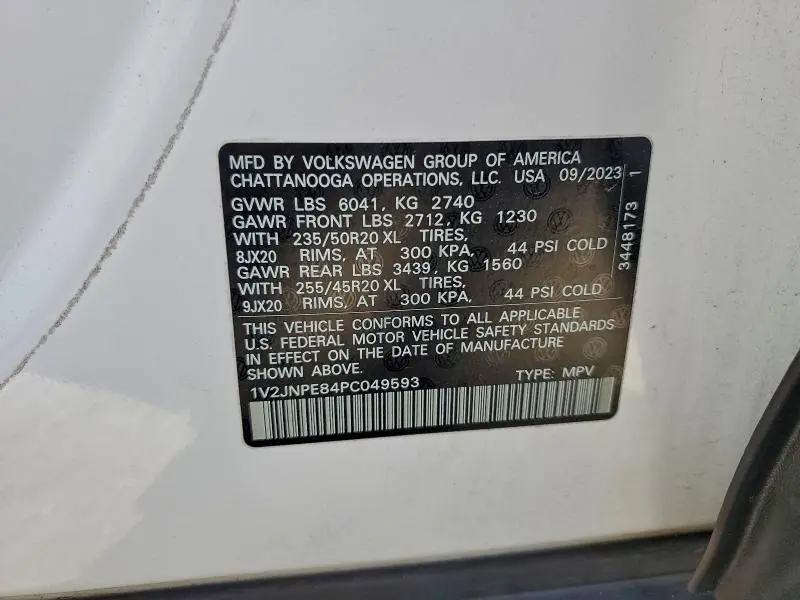 MFD BY VOLKSWAGEN GROUP OF AMERICA
CHATTANOOGA OPERATIONS, LLC. USA 09/2023
GVWR LBS 6041, KG 2740
GAWR FRONT LBS 2712, KG 1230
WITH 235/50R20 XL TIRES,
8JX20 RIMS, AT 300 KPA, 44 PSI COLD
GAWR REAR LBS 3439, KG 1560
WITH 255/45R20 XL TIRES,
9JX20 RIMS, AT 300 KPA, 44 PSI COLD
THIS VEHICLE CONFORMS TO ALL APPLICABLE
U.S. FEDERAL MOTOR VEHICLE SAFETY STANDARDS
IN EFFECT ON THE DATE OF MANUFACTURE
SHOWN ABOVE. TYPE: MPV
1V2JNPE84PC049593
3448173 1